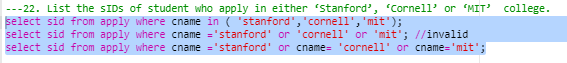 ---22. List the sIDs of student who apply in either ‘Stanford’, ‘Cornell’ or ‘MIT’  college.
select sid from apply where cname in ( 'stanford','cornell','mit');
select sid from apply where cname ='stanford' or 'cornell' or 'mit'; //invalid
select sid from apply where cname ='stanford' or cname= 'cornell' or cname='mit';